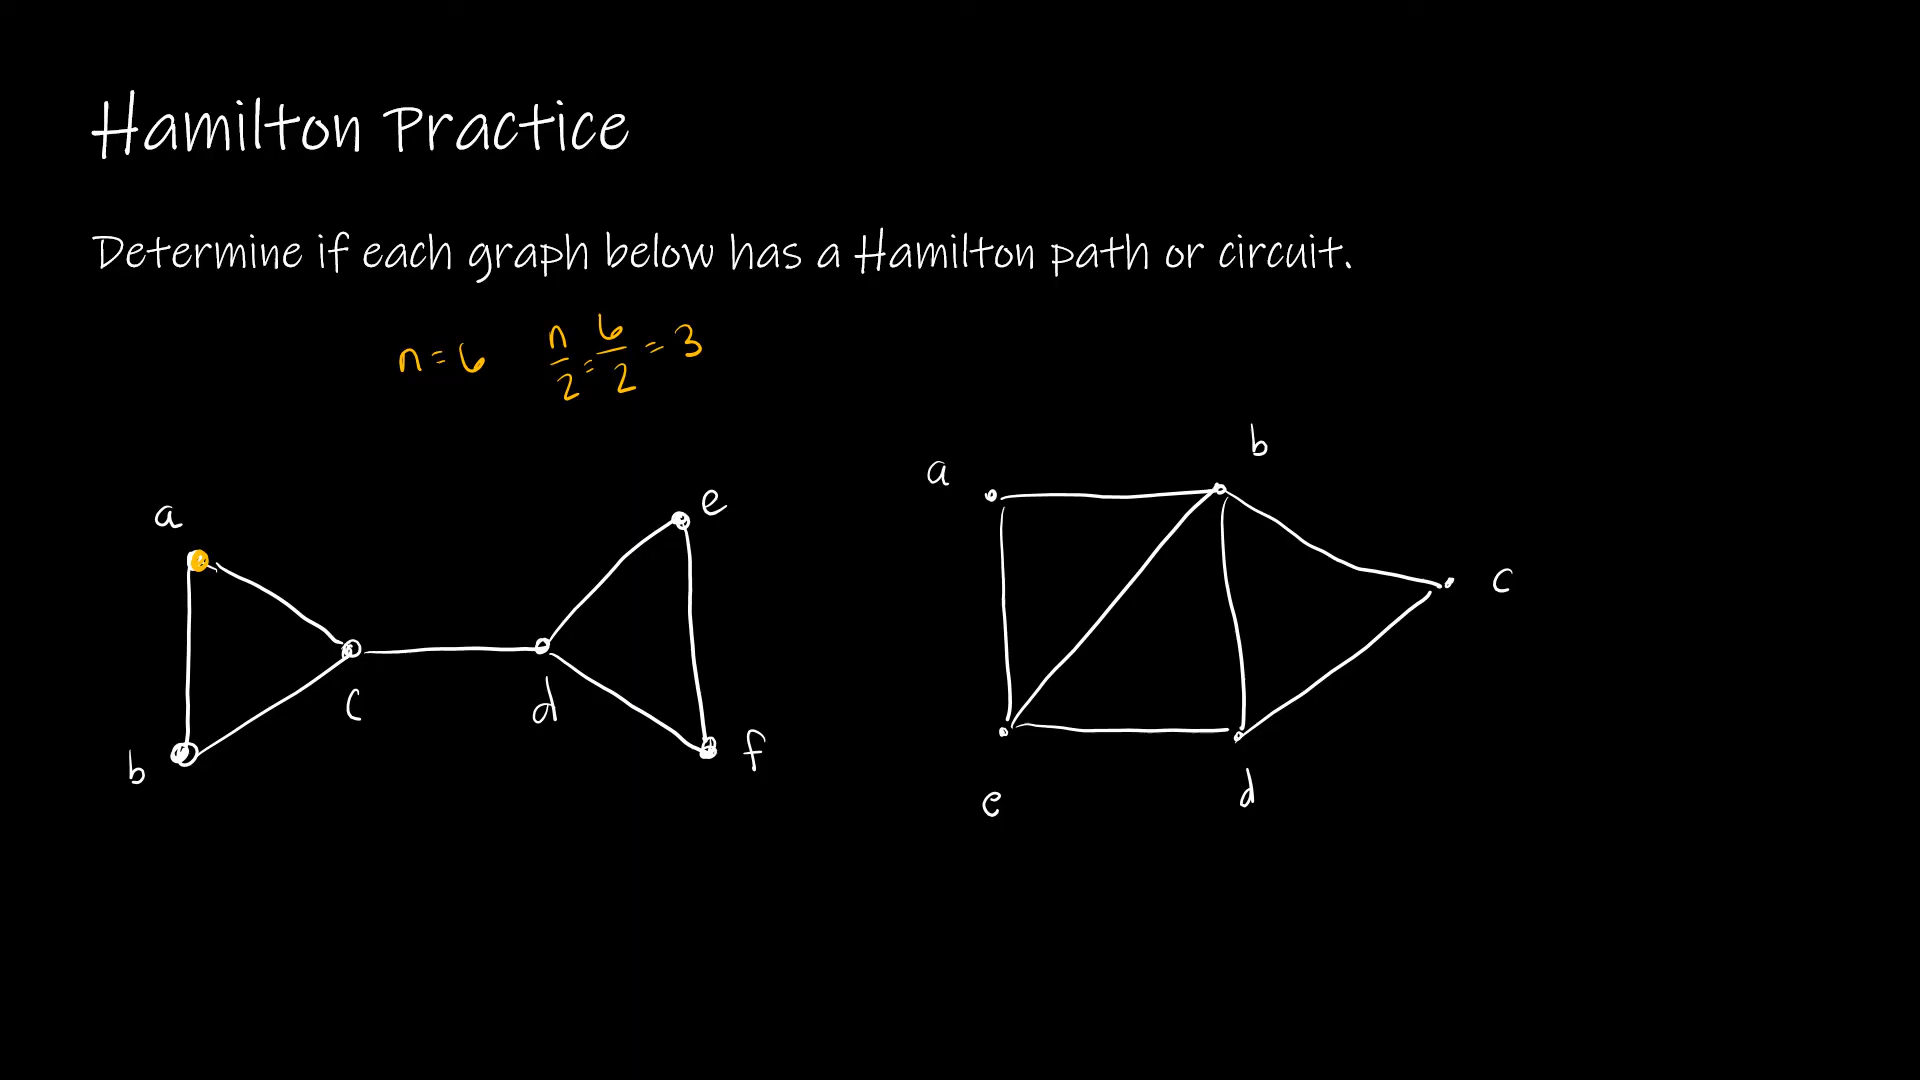 Hamilton Practice
Determine if each graph below has a Hamilton path or circuit.
n = 6 n/2 = 6/2 = 3
a
b
c
d
e
f
a
b
c
d
e